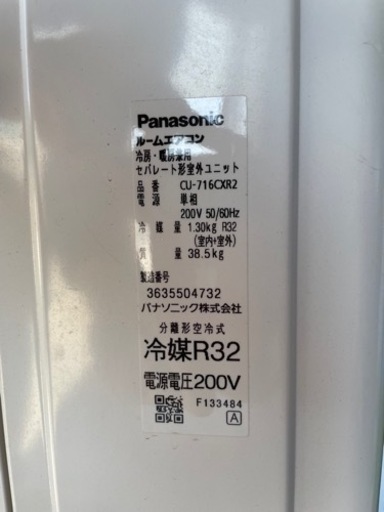 Panasonic
ルームエアコン
冷房・暖房兼用
セパレート形室外ユニット
品 番 CU-716CXR2
電 源 単相
200V 50/60Hz
冷 媒 量 1.30kg R32
(室内+室外)
質 量 38.5kg
製造番号
3635504732
パナソニック株式会社
分離形空冷式
冷媒R32
電源電圧200V
F133484
A